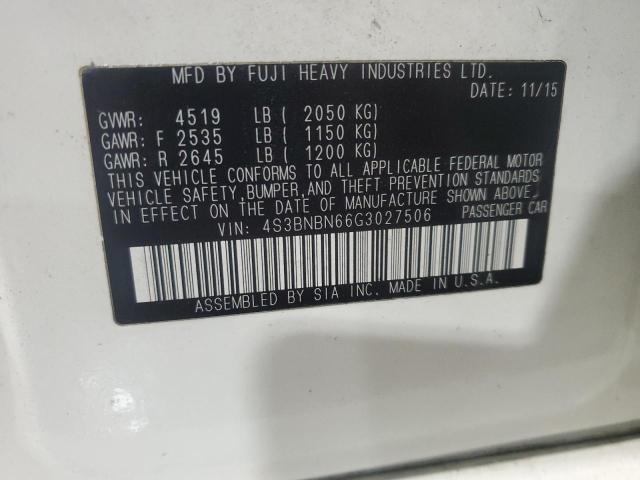 MFD BY FUJI HEAVY INDUSTRIES LTD.
DATE: 11/15
GVWR: 4519 LB ( 2050 KG)
GAWR: F 2535 LB ( 1150 KG)
GAWR: R 2645 LB ( 1200 KG)
THIS VEHICLE CONFORMS TO ALL APPLICABLE FEDERAL MOTOR
VEHICLE SAFETY,BUMPER,AND THEFT PREVENTION STANDARDS
IN EFFECT ON THE DATE OF MANUFACTURE SHOWN ABOVE.
VIN: 4S3BNBN66G3027506 PASSENGER CAR
ASSEMBLED BY SIA INC. MADE IN U.S.A.